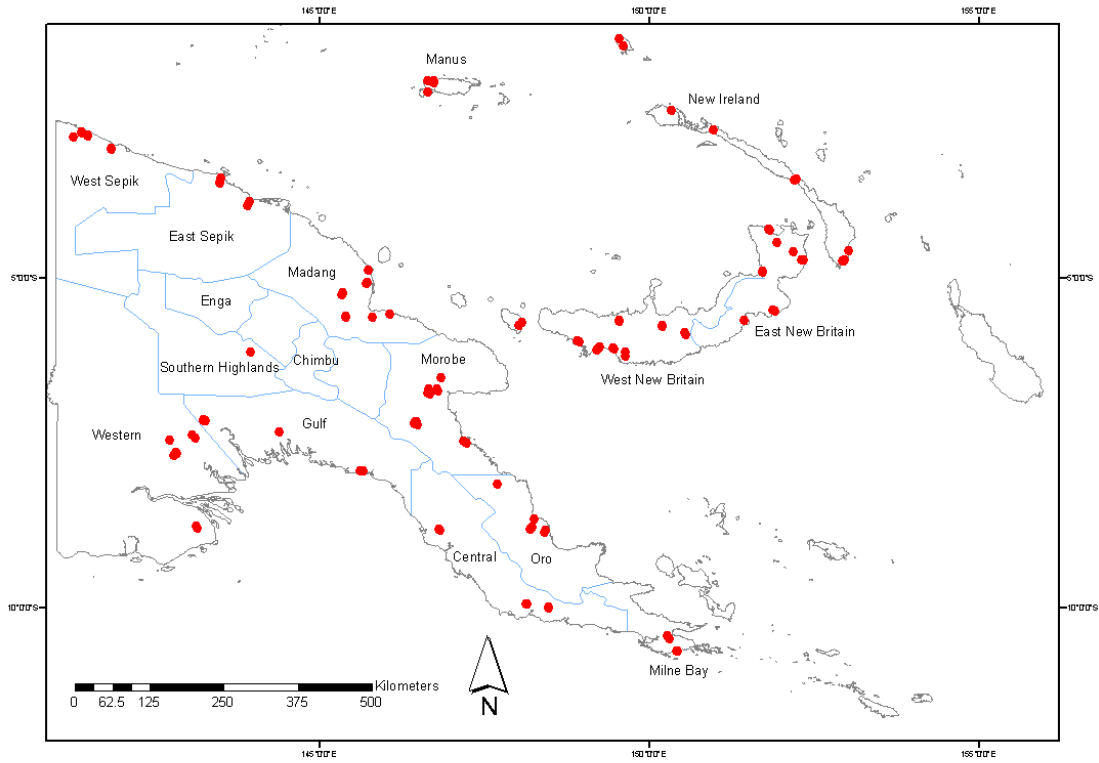 145°0'0"E 150°0'0"E 155°0'0"E
Manus
New Ireland
West Sepik
East Sepik
Madang
5°0'0"S 5°0'0"S
Enga
East New Britain
Chimbu Morobe
Southern Highlands
West New Britain
Gulf
Western
Central Oro
10°0'0"S 10°0'0"S
Milne Bay
Kilometers
0 62.5 125 250 375 500
N
145°0'0"E 150°0'0"E 155°0'0"E